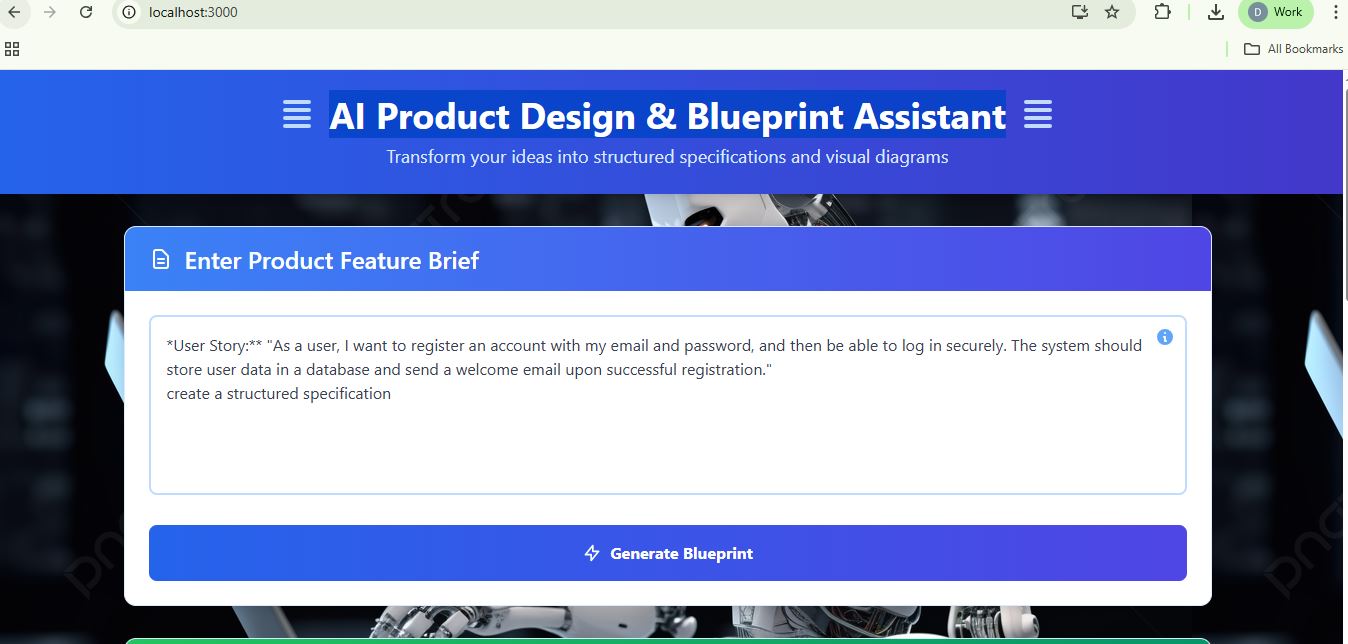 localhost:3000
D
Work
All Bookmarks
AI Product Design & Blueprint Assistant
Transform your ideas into structured specifications and visual diagrams
Enter Product Feature Brief
*User Story:** "As a user, I want to register an account with my email and password, and then be able to log in securely. The system should
store user data in a database and send a welcome email upon successful registration."
create a structured specification
Generate Blueprint